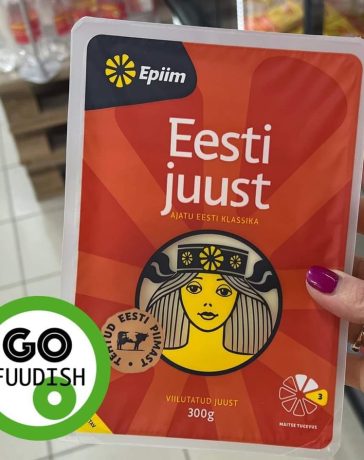 Epiim
Eesti
juust
AJATU EESTI KLASSIKA
TEHTUD EESTI PIIMAST
VIILUTATUD JUUST
300g
3
MAITSE TUGEVUS
GO
FUUDISH